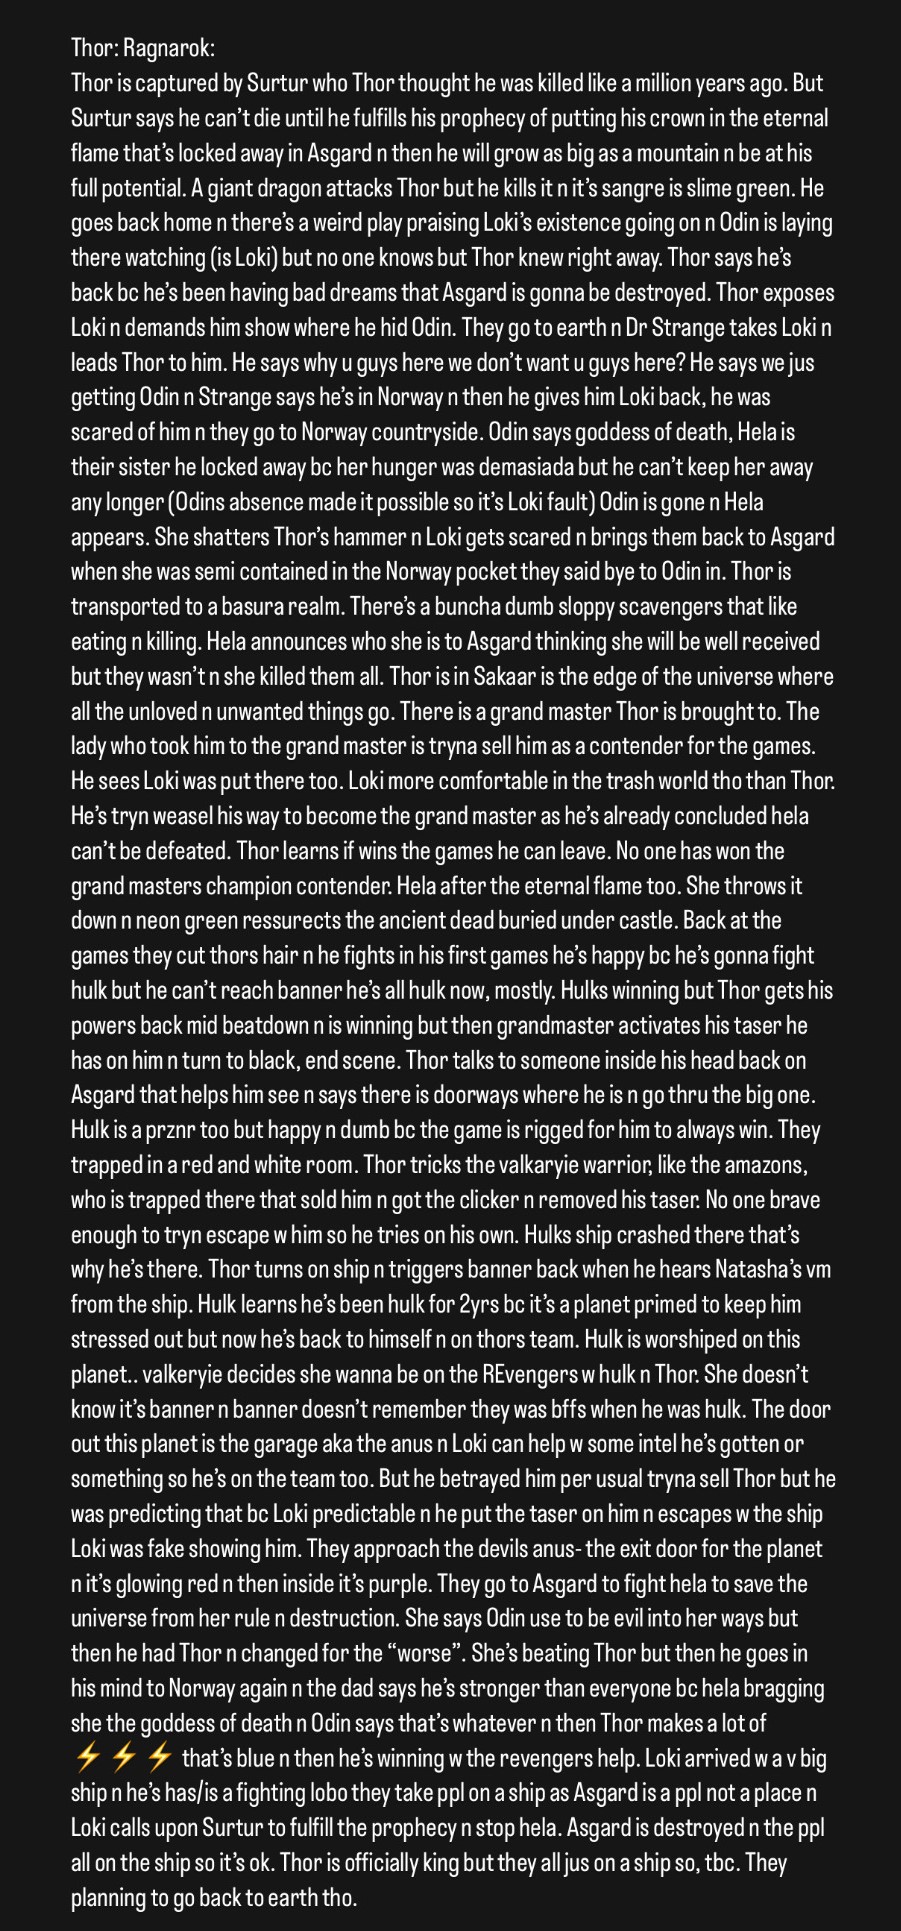 Thor: Ragnarok:
Thor is captured by Surtur who Thor thought he was killed like a million years ago. But
Surtur says he can’t die until he fulfills his prophecy of putting his crown in the eternal
flame that’s locked away in Asgard n then he will grow as big as a mountain n be at his
full potential. A giant dragon attacks Thor but he kills it n it’s sangre is slime green. He
goes back home n there’s a weird play praising Loki’s existence going on n Odin is laying
there watching (is Loki) but no one knows but Thor knew right away. Thor says he’s
back bc he’s been having bad dreams that Asgard is gonna be destroyed. Thor exposes
Loki n demands him show where he hid Odin. They go to earth n Dr Strange takes Loki n
leads Thor to him. He says why u guys here we don’t want u guys here? He says we jus
getting Odin n Strange says he’s in Norway n then he gives him Loki back, he was
scared of him n they go to Norway countryside. Odin says goddess of death, Hela is
their sister he locked away bc her hunger was demasiada but he can’t keep her away
any longer (Odins absence made it possible so it’s Loki fault) Odin is gone n Hela
appears. She shatters Thor’s hammer n Loki gets scared n brings them back to Asgard
when she was semi contained in the Norway pocket they said bye to Odin in. Thor is
transported to a basura realm. There’s a buncha dumb sloppy scavengers that like
eating n killing. Hela announces who she is to Asgard thinking she will be well received
but they wasn’t n she killed them all. Thor is in Sakaar is the edge of the universe where
all the unloved n unwanted things go. There is a grand master Thor is brought to. The
lady who took him to the grand master is tryna sell him as a contender for the games.
He sees Loki was put there too. Loki more comfortable in the trash world tho than Thor.
He’s tryn weasel his way to become the grand master as he’s already concluded hela
can’t be defeated. Thor learns if wins the games he can leave. No one has won the
grand masters champion contender. Hela after the eternal flame too. She throws it
down n neon green ressurects the ancient dead buried under castle. Back at the
games they cut thors hair n he fights in his first games he’s happy bc he’s gonna fight
hulk but he can’t reach banner he’s all hulk now, mostly. Hulks winning but Thor gets his
powers back mid beatdown n is winning but then grandmaster activates his taser he
has on him n turn to black, end scene. Thor talks to someone inside his head back on
Asgard that helps him see n says there is doorways where he is n go thru the big one.
Hulk is a prznr too but happy n dumb bc the game is rigged for him to always win. They
trapped in a red and white room. Thor tricks the valkaryie warrior, like the amazons,
who is trapped there that sold him n got the clicker n removed his taser. No one brave
enough to tryn escape w him so he tries on his own. Hulks ship crashed there that’s
why he’s there. Thor turns on ship n triggers banner back when he hears Natasha’s vm
from the ship. Hulk learns he’s been hulk for 2yrs bc it’s a planet primed to keep him
stressed out but now he’s back to himself n on thors team. Hulk is worshiped on this
planet.. valkeryie decides she wanna be on the REvengers w hulk n Thor. She doesn’t
know it’s banner n banner doesn’t remember they was bffs when he was hulk. The door
out this planet is the garage aka the anus n Loki can help w some intel he’s gotten or
something so he’s on the team too. But he betrayed him per usual tryna sell Thor but he
was predicting that bc Loki predictable n he put the taser on him n escapes w the ship
Loki was fake showing him. They approach the devils anus- the exit door for the planet
n it’s glowing red n then inside it’s purple. They go to Asgard to fight hela to save the
universe from her rule n destruction. She says Odin use to be evil into her ways but
then he had Thor n changed for the “worse”. She’s beating Thor but then he goes in
his mind to Norway again n the dad says he’s stronger than everyone bc hela bragging
she the goddess of death n Odin says that’s whatever n then Thor makes a lot of
⚡⚡⚡ that’s blue n then he’s winning w the revengers help. Loki arrived w a v big
ship n he’s has/is a fighting lobo they take ppl on a ship as Asgard is a ppl not a place n
Loki calls upon Surtur to fulfill the prophecy n stop hela. Asgard is destroyed n the ppl
all on the ship so it’s ok. Thor is officially king but they all jus on a ship so, tbc. They
planning to go back to earth tho.